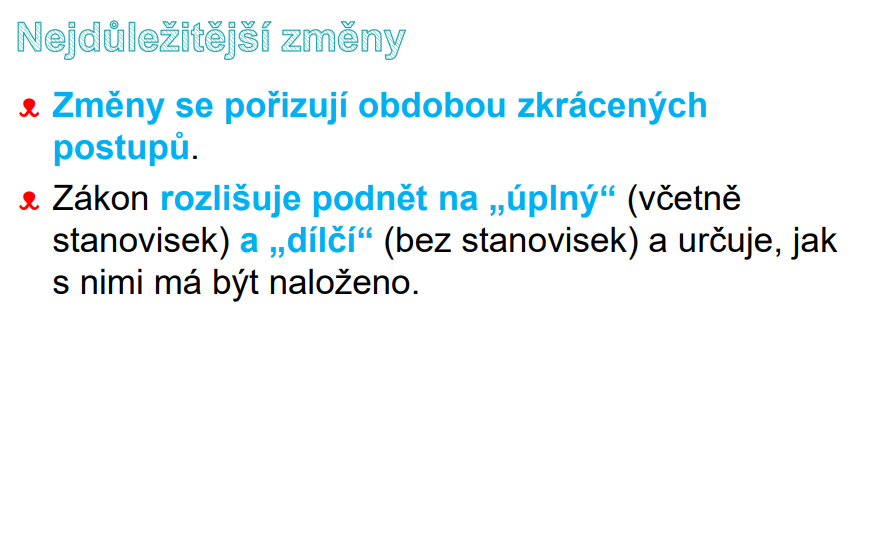 Nejdůležitější změny
Změny se pořizují obdobou zkrácených
postupů.
Zákon rozlišuje podnět na „úplný“ (včetně
stanovisek) a „dílčí“ (bez stanovisek) a určuje, jak
s nimi má být naloženo.